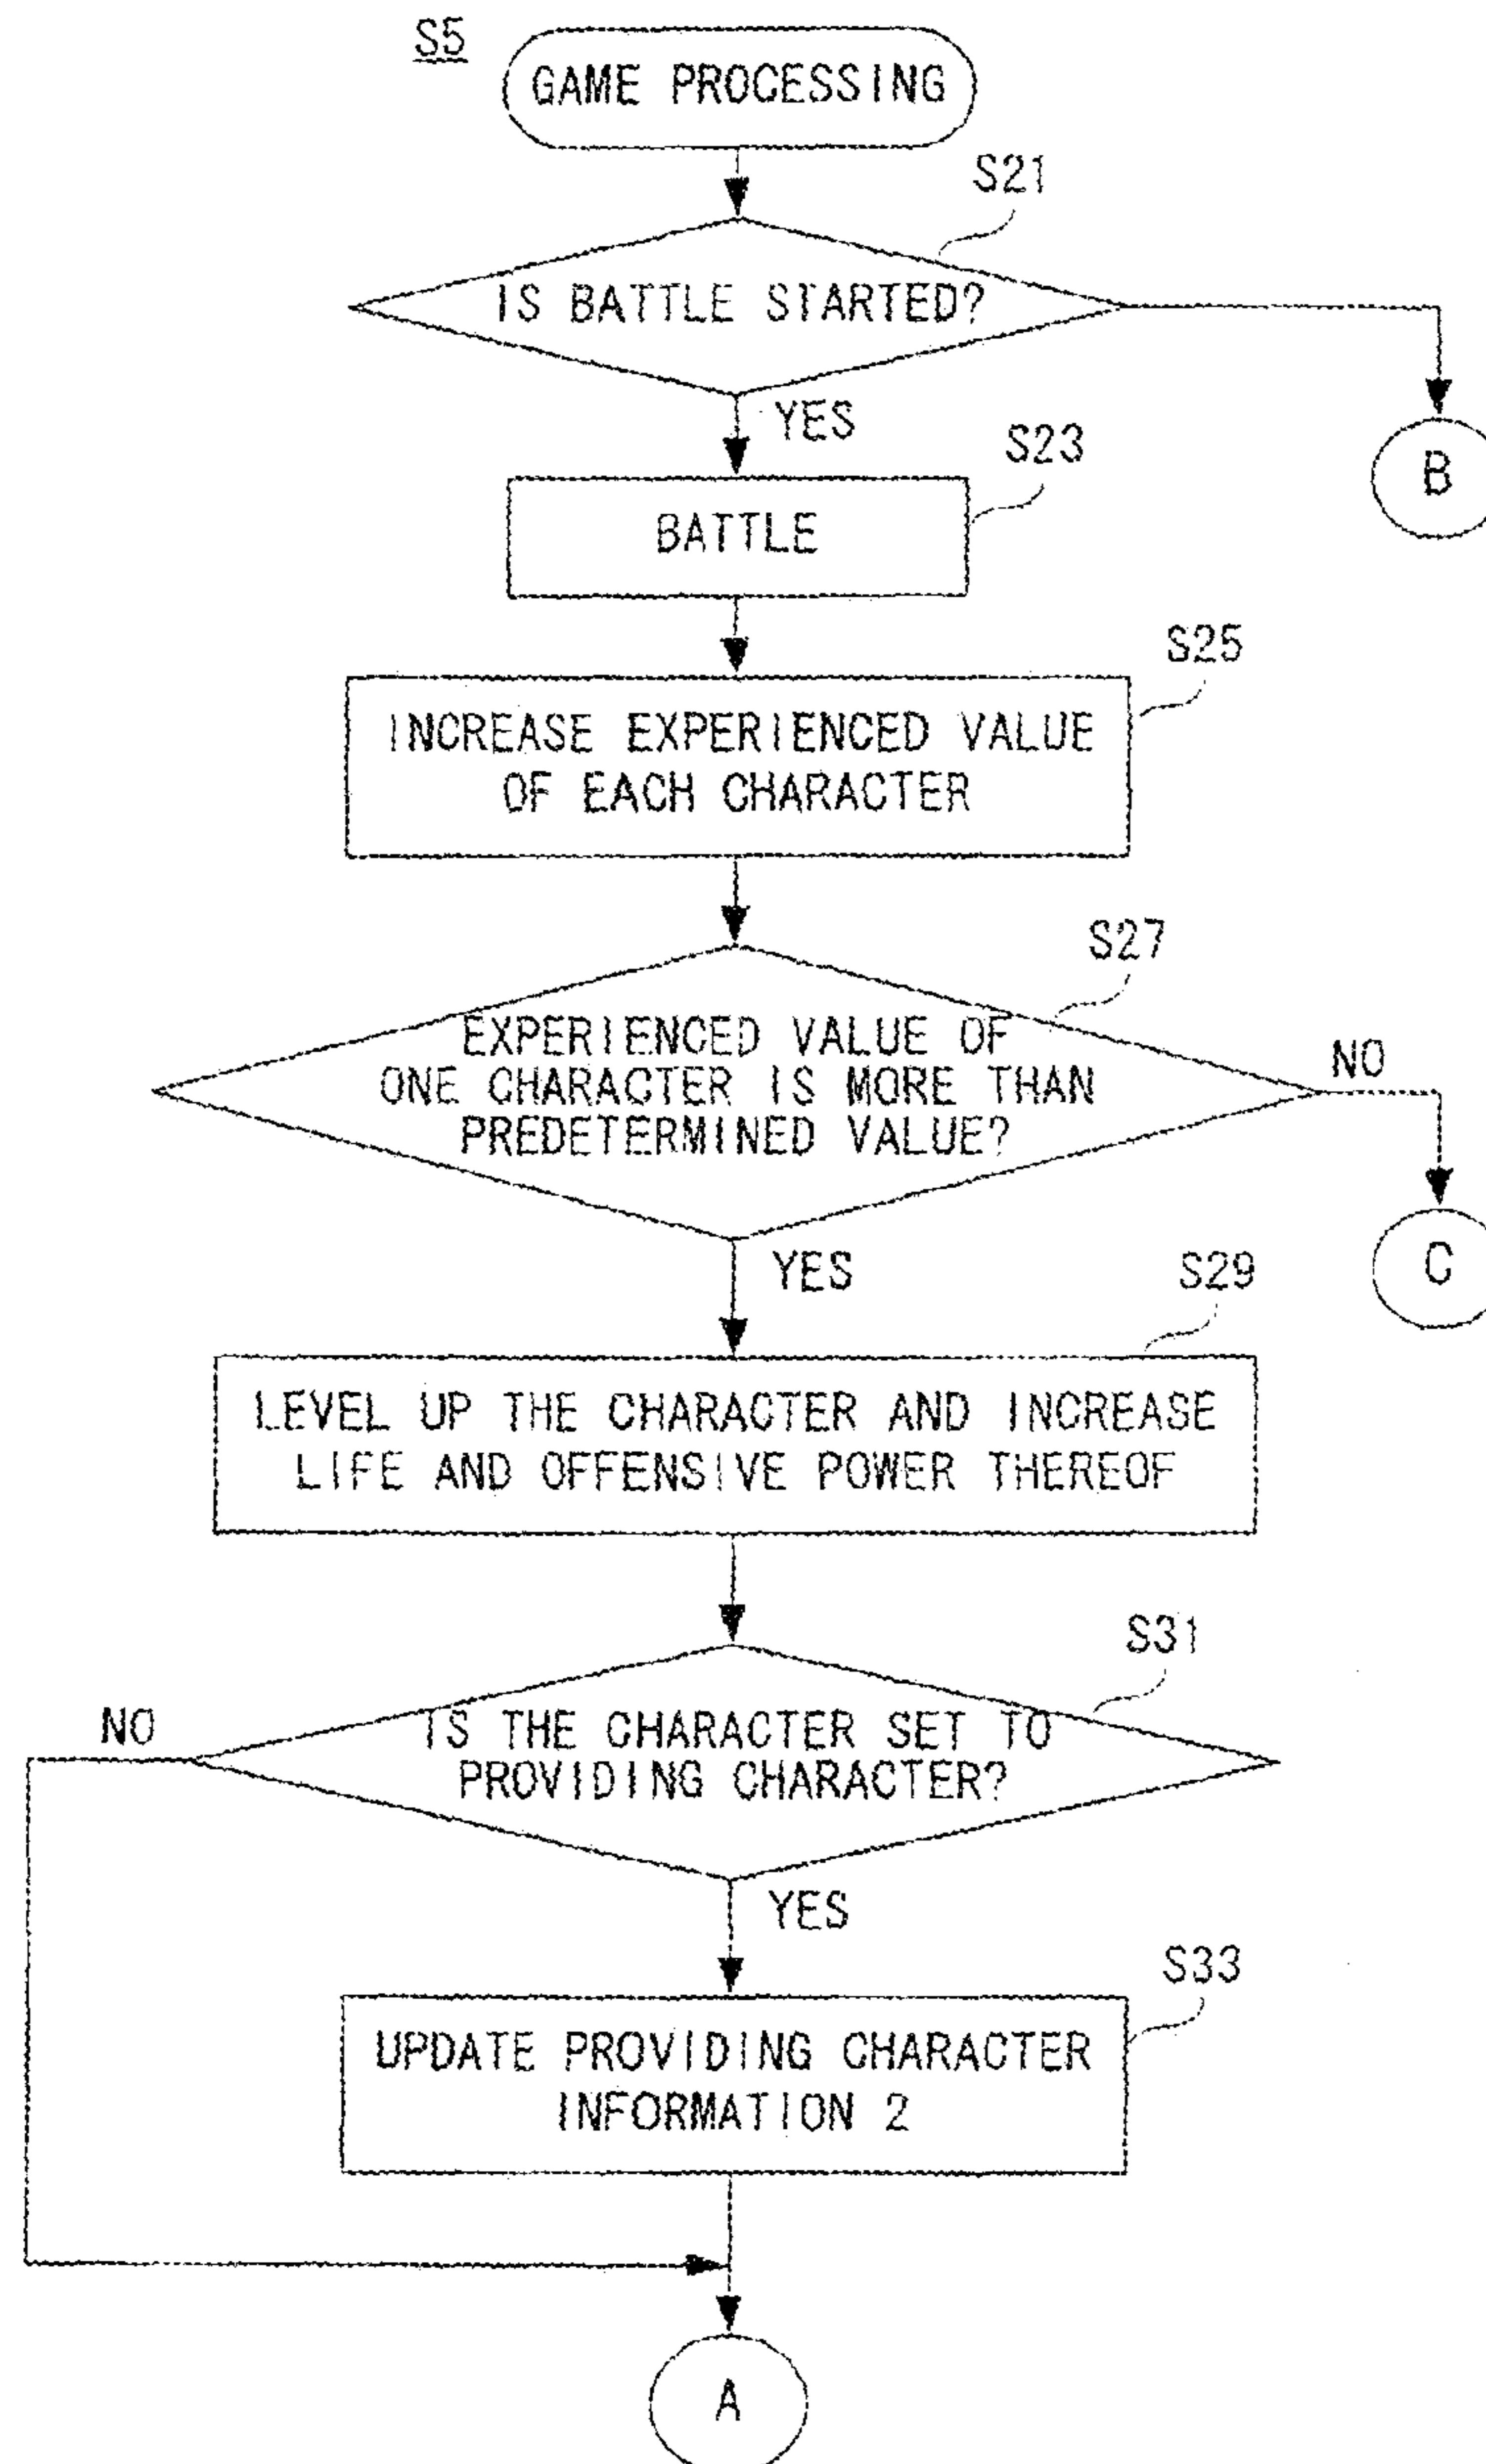 S5
GAME PROCESSING
S21
IS BATTLE STARTED?
YES
B
S23
BATTLE
S25
INCREASE EXPERIENCED VALUE
OF EACH CHARACTER
S27
EXPERIENCED VALUE OF
ONE CHARACTER IS MORE THAN
PREDETERMINED VALUE?
NO
C
YES
S29
LEVEL UP THE CHARACTER AND INCREASE
LIFE AND OFFENSIVE POWER THEREOF
S31
NO
IS THE CHARACTER SET TO
PROVIDING CHARACTER?
YES
S33
UPDATE PROVIDING CHARACTER
INFORMATION 2
A